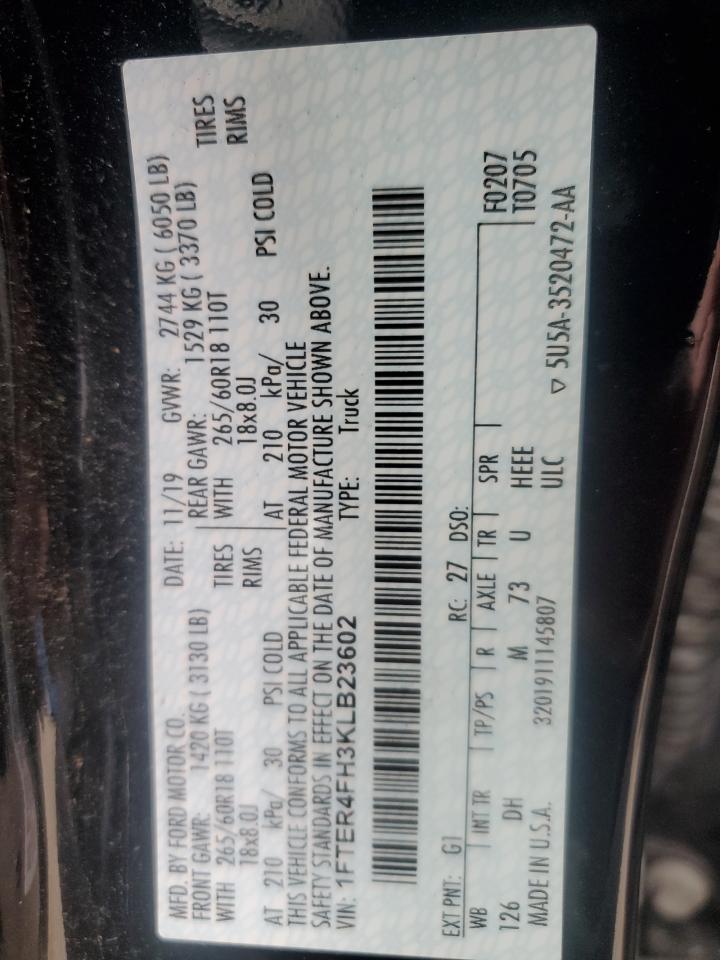 MFD. BY FORD MOTOR CO. DATE: 11/19 GVWR: 2744 KG ( 6050 LB)
FRONT GAWR: 1420 KG ( 3130 LB) REAR GAWR: 1529 KG ( 3370 LB)
WITH 265/60R18 110T TIRES WITH 265/60R18 110T TIRES
18x8.0J RIMS 18x8.0J RIMS
AT 210 kPa/ 30 PSI COLD AT 210 kPa/ 30 PSI COLD
THIS VEHICLE CONFORMS TO ALL APPLICABLE FEDERAL MOTOR VEHICLE
SAFETY STANDARDS IN EFFECT ON THE DATE OF MANUFACTURE SHOWN ABOVE.
VIN: 1FTER4FH3KLB23602 TYPE: Truck
EXT PNT: G1 RC: 27 DSO:
WB INT TR TP/PS R AXLE TR SPR F0207
126 DH M 73 U HEEE T0705
ULC
MADE IN U.S.A. 3201911145807 ▽ 5U5A-3520472-AA